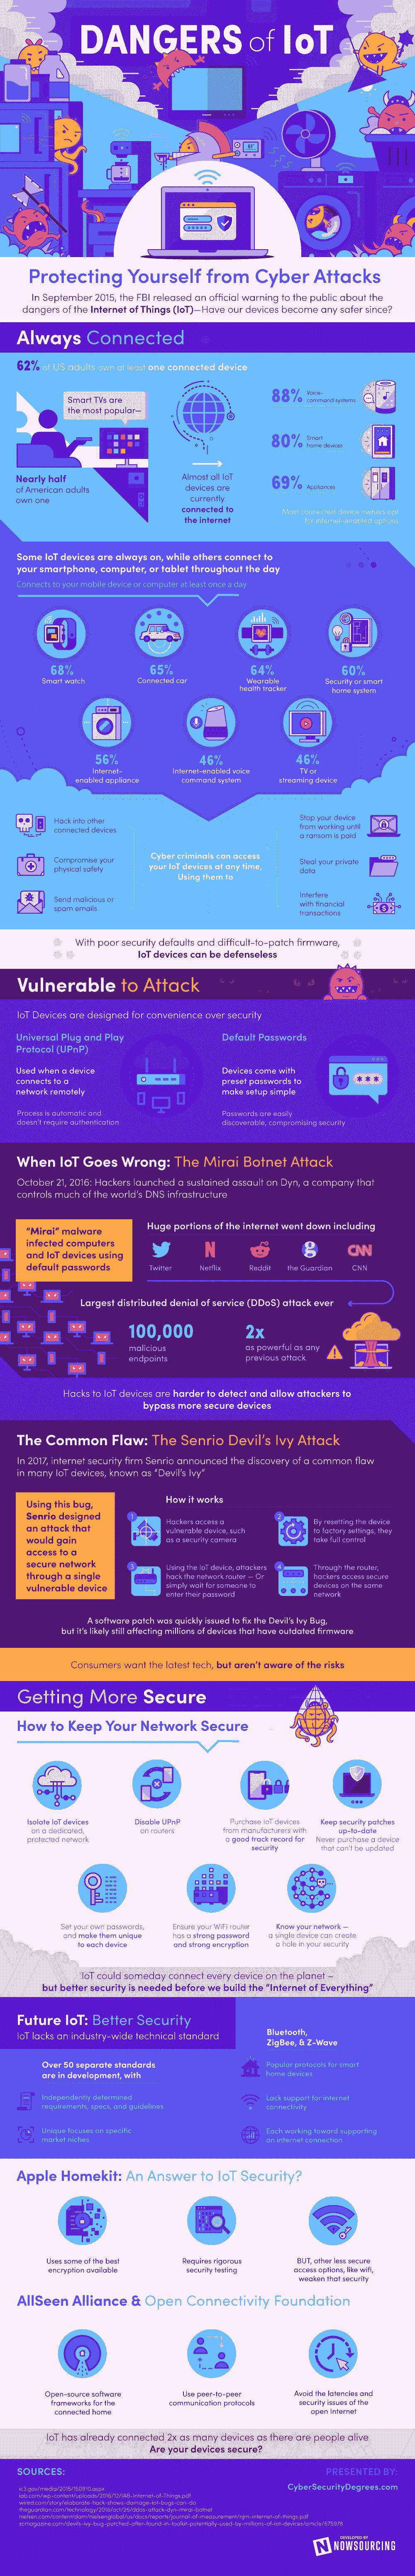 DANGERS of IoT
Protecting Yourself from Cyber Attacks
In September 2015, the FBI released an official warning to the public about the
dangers of the Internet of Things (IoT)—Have our devices become any safer since?
Always Connected
62% of US adults own at least one connected device
Smart TVs are
the most popular—
Nearly half
of American adults
own one
Almost all IoT
devices are
currently
connected to
the internet
88% Voice-
command systems
80% Smart
home devices
69% Appliances
Most connected device owners opt
for internet-enabled options
Some IoT devices are always on, while others connect to
your smartphone, computer, or tablet throughout the day
Connects to your mobile device or computer at least once a day
68%
Smart watch
65%
Connected car
64%
Wearable
health tracker
60%
Security or smart
home system
56%
Internet-
enabled appliance
46%
Internet-enabled voice
command system
46%
TV or
streaming device
Hack into other
connected devices
Compromise your
physical safety
Send malicious or
spam emails
Cyber criminals can access
your IoT devices at any time,
Using them to
Stop your device
from working until
a ransom is paid
Steal your private
data
Interfere
with financial
transactions
With poor security defaults and difficult-to-patch firmware,
IoT devices can be defenseless
Vulnerable to Attack
IoT Devices are designed for convenience over security
Universal Plug and Play
Protocol (UPnP)
Used when a device
connects to a
network remotely
Process is automatic and
doesn't require authentication
Default Passwords
Devices come with
preset passwords to
make setup simple
Passwords are easily
discoverable, compromising security
When IoT Goes Wrong: The Mirai Botnet Attack
October 21, 2016: Hackers launched a sustained assault on Dyn, a company that
controls much of the world's DNS infrastructure
"Mirai" malware
infected computers
and IoT devices using
default passwords
Huge portions of the internet went down including
Twitter
Netflix
Reddit
the Guardian
CNN
CNN
Largest distributed denial of service (DDoS) attack ever
100,000
malicious
endpoints
2x
as powerful as any
previous attack
Hacks to IoT devices are harder to detect and allow attackers to
bypass more secure devices
The Common Flaw: The Senrio Devil's Ivy Attack
In 2017, internet security firm Senrio announced the discovery of a common flaw
in many IoT devices, known as "Devil's Ivy"
Using this bug,
Senrio designed
an attack that
would gain
access to a
secure network
through a single
vulnerable device
How it works
1
Hackers access a
vulnerable device, such
as a security camera
2
By resetting the device
to factory settings, they
take full control
3
Using the IoT device, attackers
hack the network router — Or
simply wait for someone to
enter their password
4
Through the router,
hackers access secure
devices on the same
network
A software patch was quickly issued to fix the Devil's Ivy Bug,
but it's likely still affecting millions of devices that have outdated firmware
Consumers want the latest tech, but aren't aware of the risks
Getting More Secure
How to Keep Your Network Secure
Isolate IoT devices
on a dedicated,
protected network
Disable UPnP
on routers
Purchase IoT devices
from manufacturers with
a good track record for
security
Keep security patches
up-to-date
Never purchase a device
that can't be updated
Set your own passwords,
and make them unique
to each device
Ensure your WiFi router
has a strong password
and strong encryption
Know your network —
a single device can create
a hole in your security
IoT could someday connect every device on the planet –
but better security is needed before we build the "Internet of Everything"
Future IoT: Better Security
IoT lacks an industry-wide technical standard
Over 50 separate standards
are in development, with
Independently determined
requirements, specs, and guidelines
Unique focuses on specific
market niches
Bluetooth,
ZigBee, & Z-Wave
Popular protocols for smart
home devices
Lack support for internet
connectivity
Each working toward supporting
an internet connection
Apple Homekit: An Answer to IoT Security?
Uses some of the best
encryption available
Requires rigorous
security testing
BUT, other less secure
access options, like wifi,
weaken that security
AllSeen Alliance & Open Connectivity Foundation
Open-source software
frameworks for the
connected home
Use peer-to-peer
communication protocols
Avoid the latencies and
security issues of the
open Internet
IoT has already connected 2x as many devices as there are people alive
Are your devices secure?
SOURCES:
ic3.gov/media/2015/150910.aspx
iab.com/wp-content/uploads/2016/12/IAB-Internet-of-Things.pdf
wired.com/story/elaborate-hack-shows-damage-iot-bugs-can-do
theguardian.com/technology/2016/oct/26/ddos-attack-dyn-mirai-botnet
PRESENTED BY:
CyberSecurityDegrees.com
DEVELOPED BY
NOWSOURCING